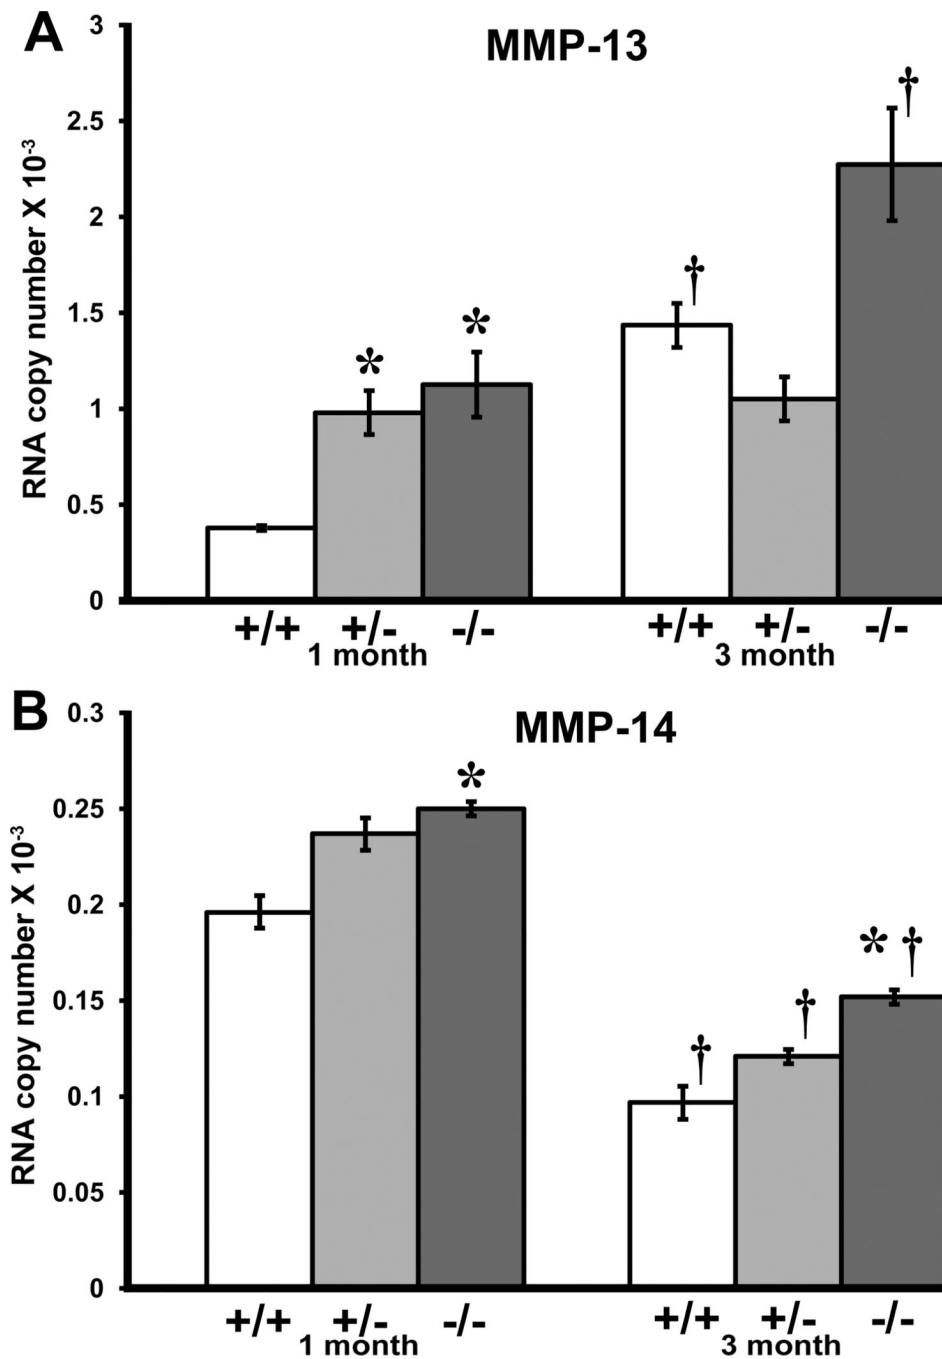 A
MMP-13
RNA copy number X 10⁻³
3
2.5
2
1.5
1
0.5
0
* * † †
+/+ +/- -/- +/+ +/- -/-
1 month 3 month
B
MMP-14
RNA copy number X 10⁻³
0.3
0.25
0.2
0.15
0.1
0.05
0
* † † * †
+/+ +/- -/- +/+ +/- -/-
1 month 3 month